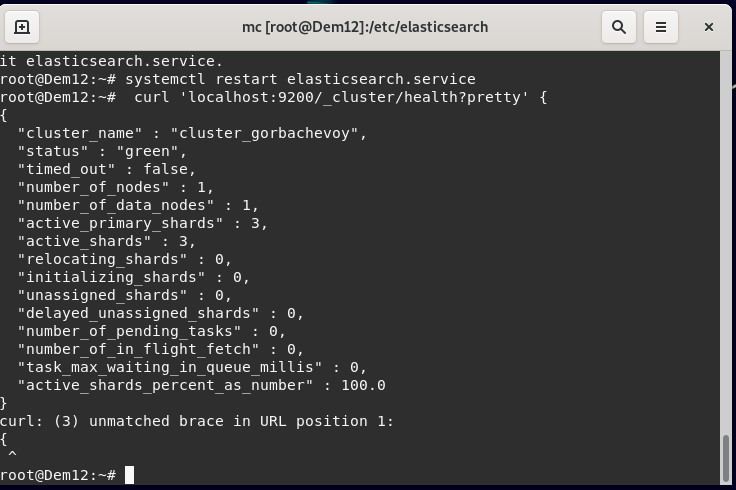 mc [root@Dem12]:/etc/elasticsearch
it elasticsearch.service.
root@Dem12:~# systemctl restart elasticsearch.service
root@Dem12:~#  curl 'localhost:9200/_cluster/health?pretty' {
{
  "cluster_name" : "cluster_gorbachevoy",
  "status" : "green",
  "timed_out" : false,
  "number_of_nodes" : 1,
  "number_of_data_nodes" : 1,
  "active_primary_shards" : 3,
  "active_shards" : 3,
  "relocating_shards" : 0,
  "initializing_shards" : 0,
  "unassigned_shards" : 0,
  "delayed_unassigned_shards" : 0,
  "number_of_pending_tasks" : 0,
  "number_of_in_flight_fetch" : 0,
  "task_max_waiting_in_queue_millis" : 0,
  "active_shards_percent_as_number" : 100.0
}
curl: (3) unmatched brace in URL position 1:
{
 ^
root@Dem12:~#